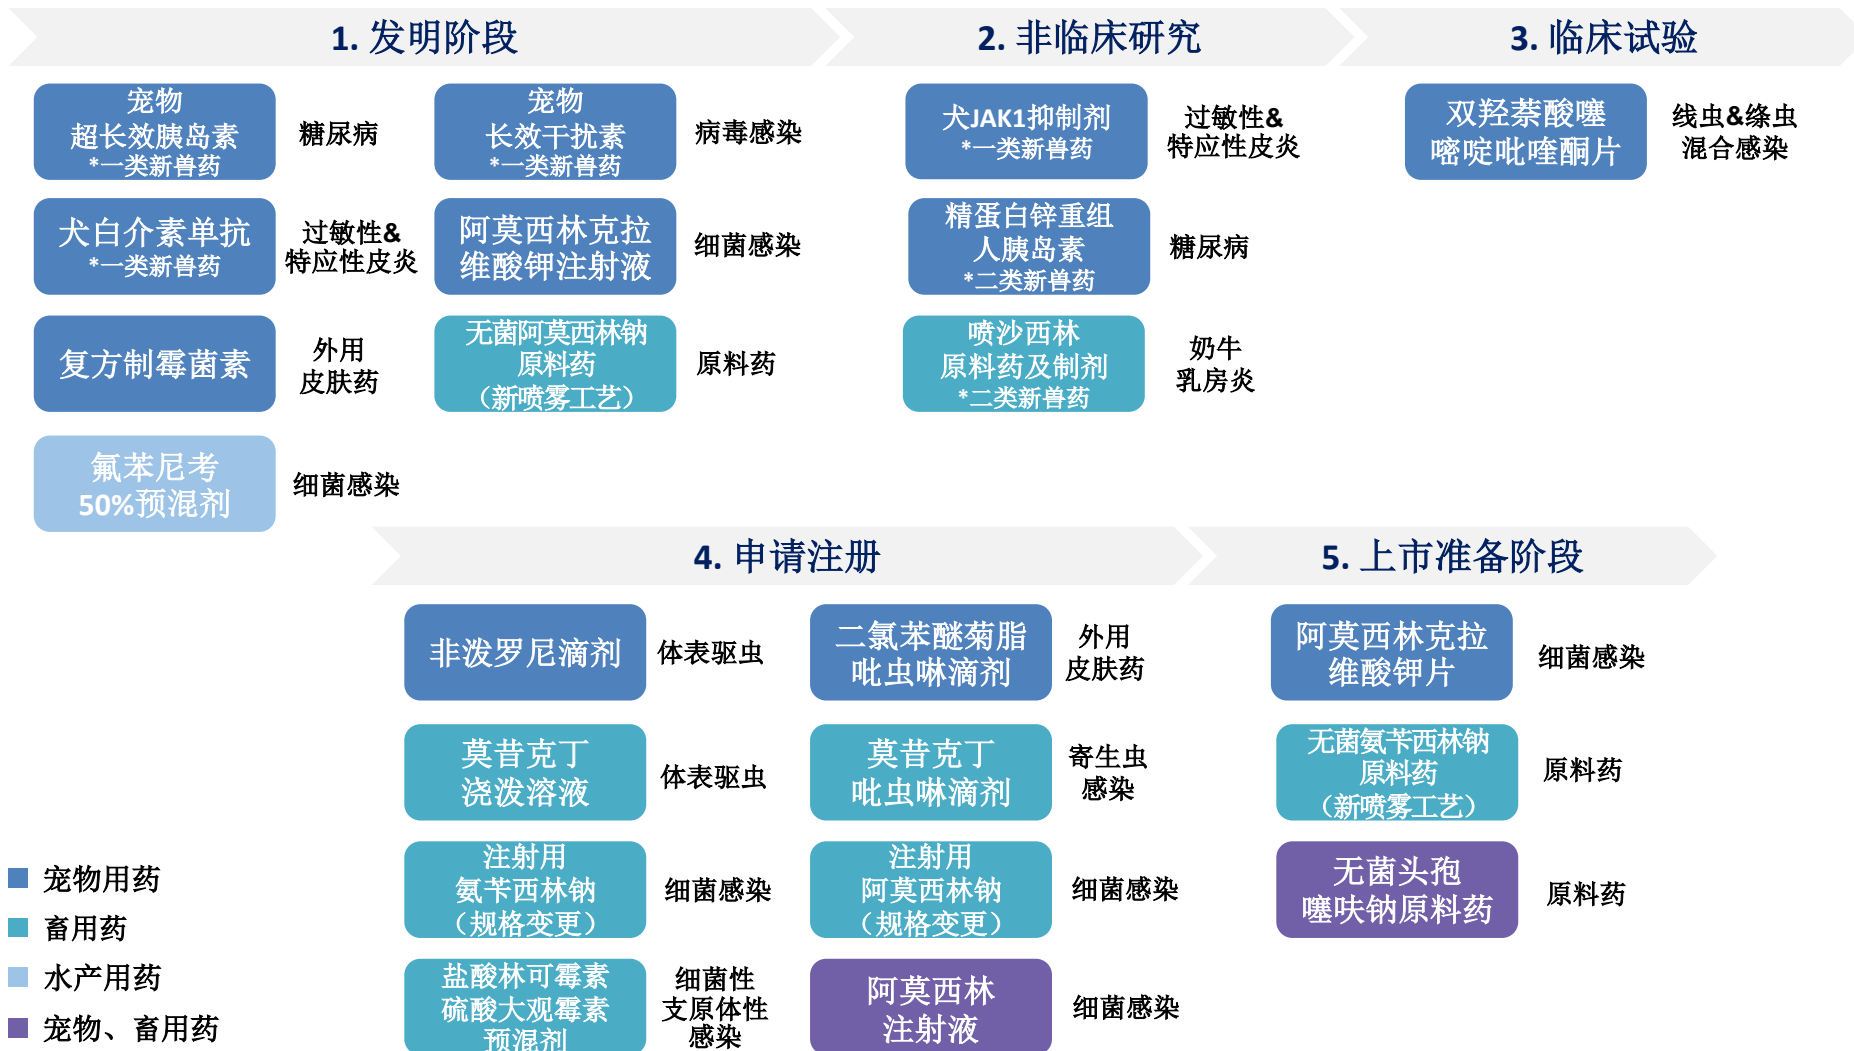 1. 发明阶段
2. 非临床研究
3. 临床试验
宠物
超长效胰岛素
*一类新兽药
糖尿病
宠物
长效干扰素
*一类新兽药
病毒感染
犬JAK1抑制剂
*一类新兽药
过敏性&
特应性皮炎
双羟萘酸噻
嘧啶吡喹酮片
线虫&绦虫
混合感染
犬白介素单抗
*一类新兽药
过敏性&
特应性皮炎
阿莫西林克拉
维酸钾注射液
细菌感染
精蛋白锌重组
人胰岛素
*二类新兽药
糖尿病
复方制霉菌素
外用
皮肤药
无菌阿莫西林钠
原料药
（新喷雾工艺）
原料药
喷沙西林
原料药及制剂
*二类新兽药
奶牛
乳房炎
氟苯尼考
50%预混剂
细菌感染
4. 申请注册
5. 上市准备阶段
非泼罗尼滴剂
体表驱虫
二氯苯醚菊脂
吡虫啉滴剂
外用
皮肤药
阿莫西林克拉
维酸钾片
细菌感染
莫昔克丁
浇泼溶液
体表驱虫
莫昔克丁
吡虫啉滴剂
寄生虫
感染
无菌氨苄西林钠
原料药
（新喷雾工艺）
原料药
注射用
氨苄西林钠
（规格变更）
细菌感染
注射用
阿莫西林钠
（规格变更）
细菌感染
无菌头孢
噻呋钠原料药
原料药
盐酸林可霉素
硫酸大观霉素
预混剂
细菌性
支原体性
感染
阿莫西林
注射液
细菌感染
宠物用药
畜用药
水产用药
宠物、畜用药